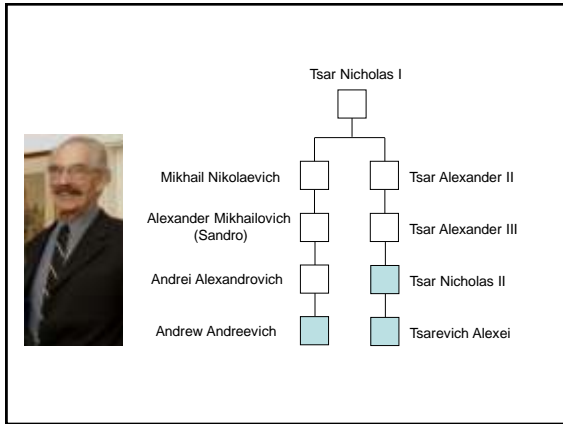 Tsar Nicholas I
Mikhail Nikolaevich
Tsar Alexander II
Alexander Mikhailovich
(Sandro)
Tsar Alexander III
Andrei Alexandrovich
Tsar Nicholas II
Andrew Andreevich
Tsarevich Alexei